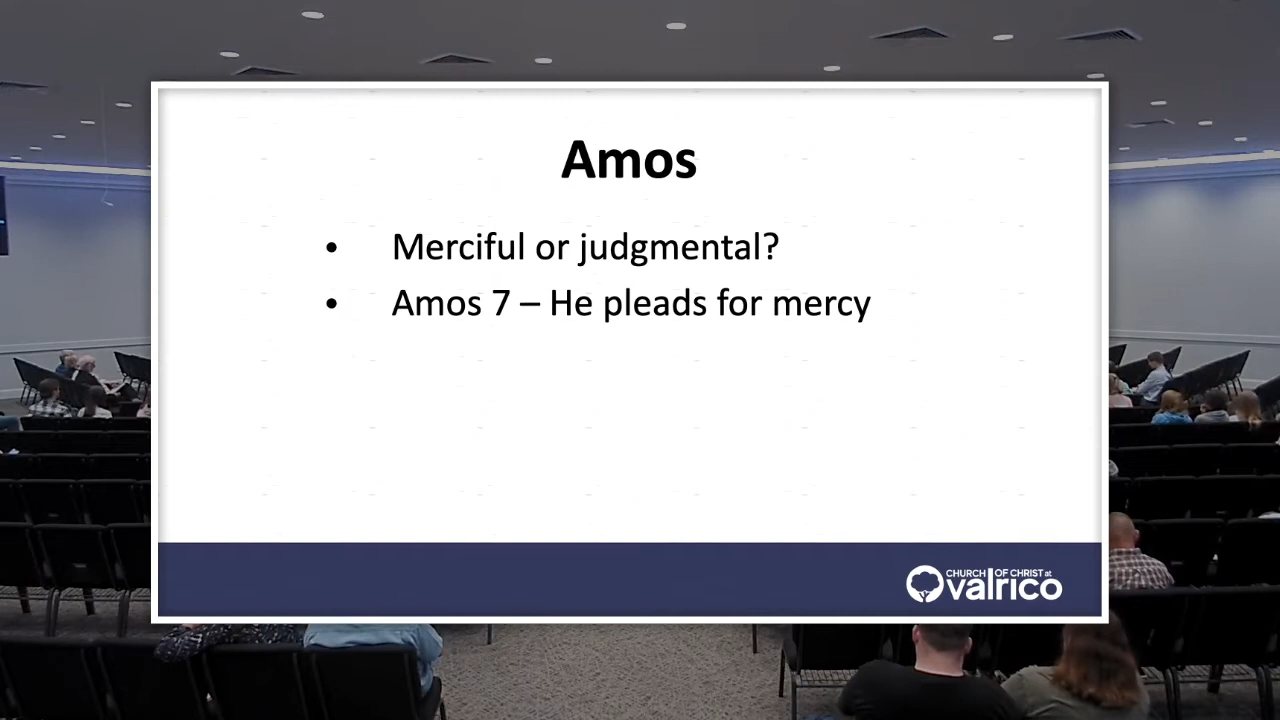 Amos
• Merciful or judgmental?
• Amos 7 – He pleads for mercy
CHURCH OF CHRIST at
valrico